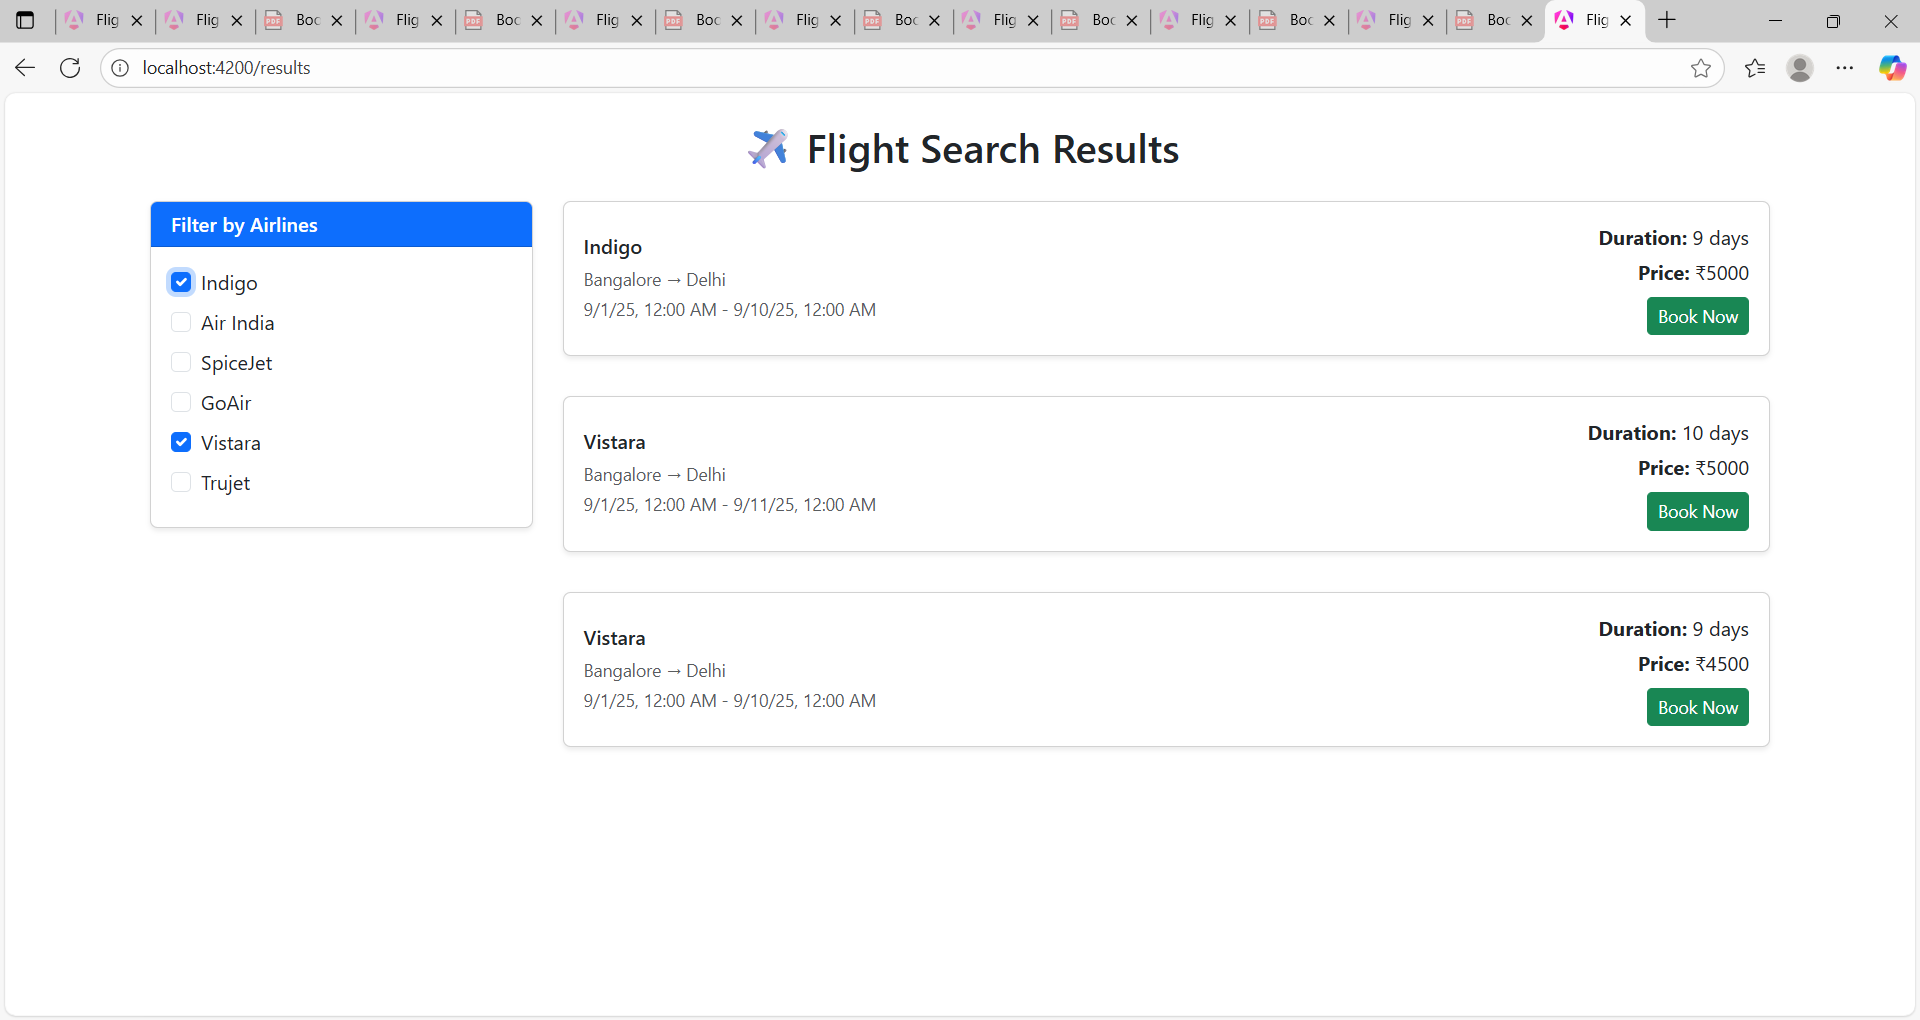 Flig Flig Boc Flig Boc Flig Boc Flig Boc Flig Boc Flig Boc Flig Boc Flig
localhost:4200/results
Flight Search Results
Filter by Airlines
Indigo
Air India
SpiceJet
GoAir
Vistara
Trujet
Indigo
Bangalore → Delhi
9/1/25, 12:00 AM - 9/10/25, 12:00 AM
Duration: 9 days
Price: ₹5000
Book Now
Vistara
Bangalore → Delhi
9/1/25, 12:00 AM - 9/11/25, 12:00 AM
Duration: 10 days
Price: ₹5000
Book Now
Vistara
Bangalore → Delhi
9/1/25, 12:00 AM - 9/10/25, 12:00 AM
Duration: 9 days
Price: ₹4500
Book Now